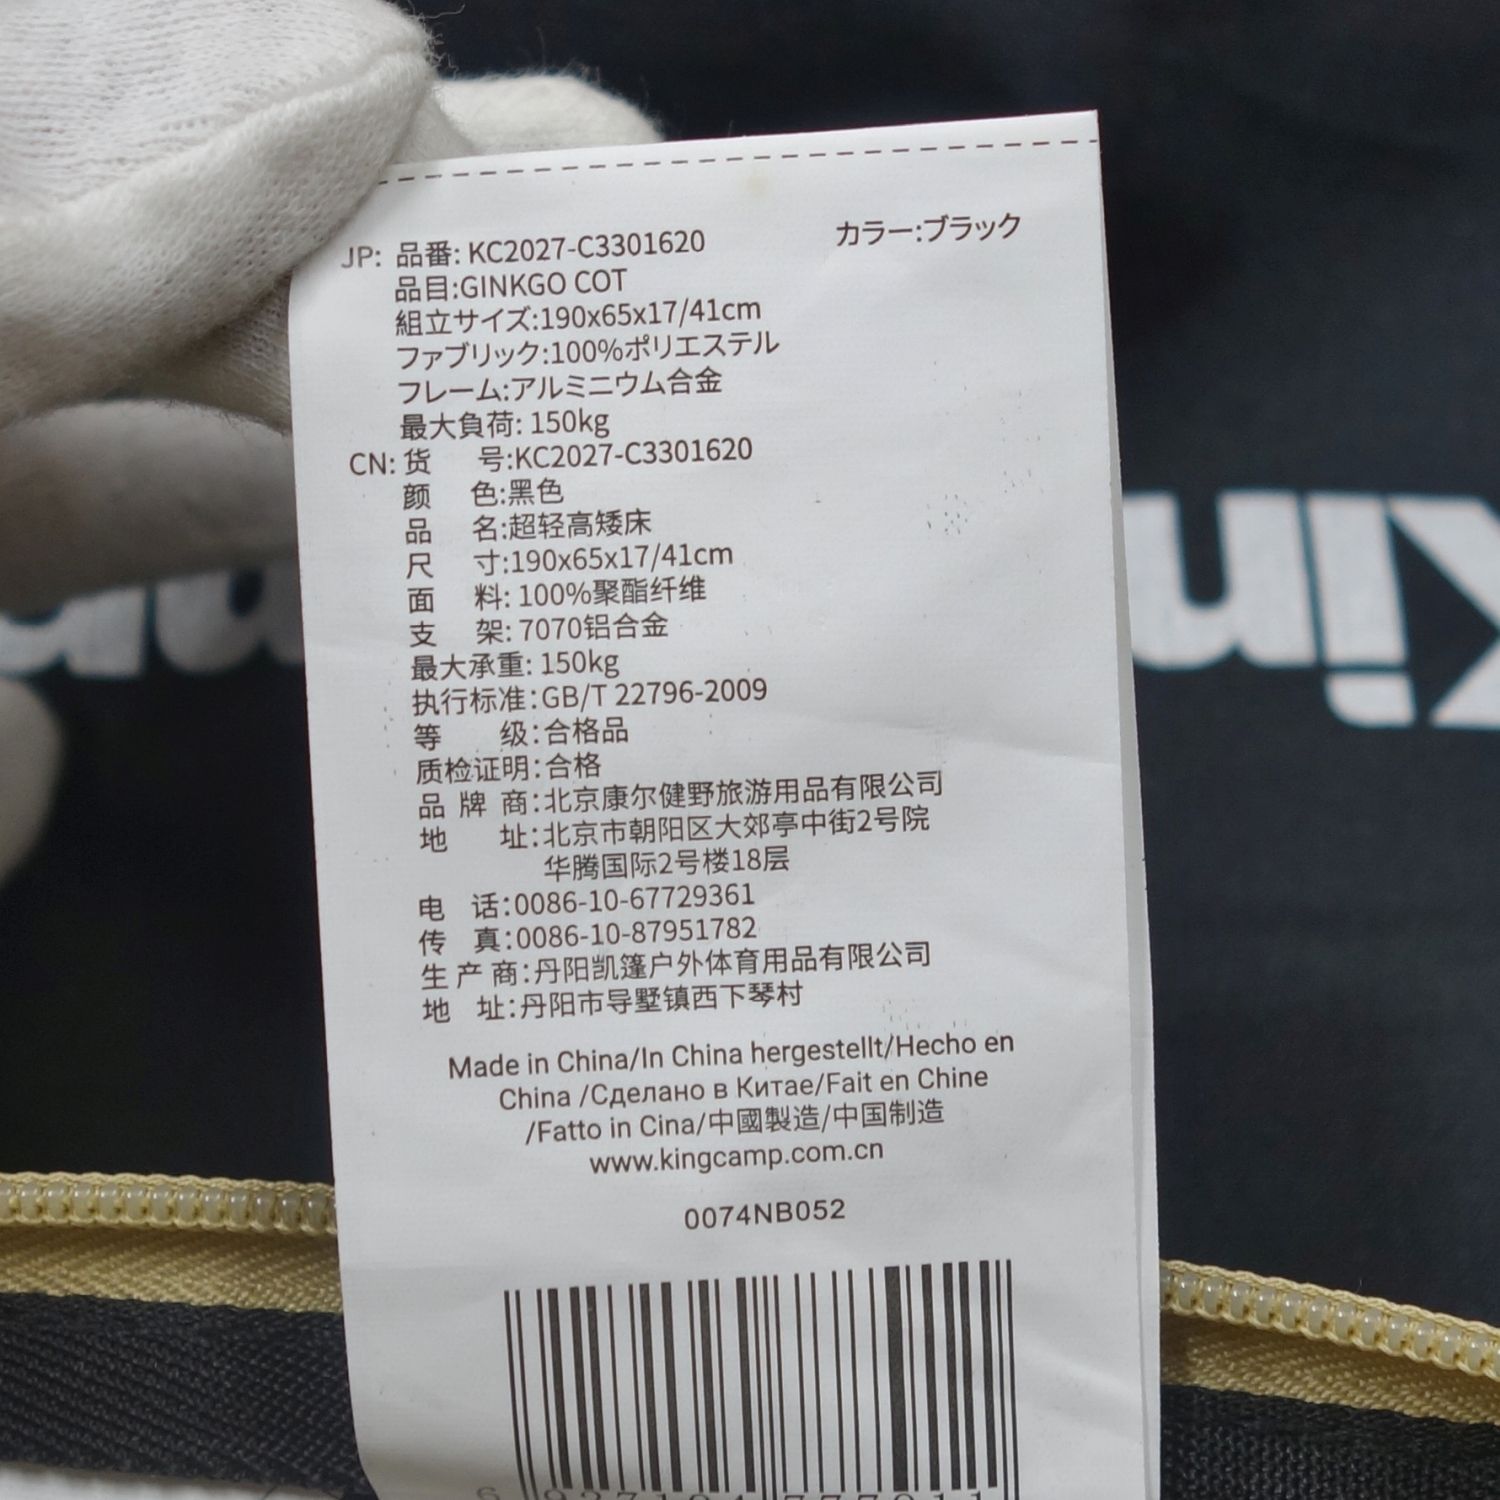 JP: 品番: KC2027-C3301620 カラー:ブラック
品目:GINKGO COT
組立サイズ:190x65x17/41cm
ファブリック:100%ポリエステル
フレーム:アルミニウム合金
最大負荷: 150kg
CN: 货 号:KC2027-C3301620
颜 色:黑色
品 名:超轻高矮床
尺 寸:190x65x17/41cm
面 料: 100%聚酯纤维
支 架: 7070铝合金
最大承重: 150kg
执行标准:GB/T 22796-2009
等 级:合格品
质检证明:合格
品 牌 商:北京康尔健野旅游用品有限公司
地 址:北京市朝阳区大郊亭中街2号院
华腾国际2号楼18层
电 话:0086-10-67729361
传 真:0086-10-87951782
生 产 商:丹阳凯篷户外体育用品有限公司
地 址:丹阳市导墅镇西下琴村
Made in China/In China hergestellt/Hecho en
China /Сделано в Китае/Fait en Chine
/Fatto in Cina/中國製造/中国制造
www.kingcamp.com.cn
0074NB052